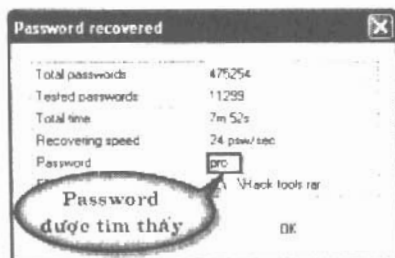 Password recovered
Total passwords 475254
Tested passwords 11299
Total time 7m 52s
Recovering speed 24 psw/sec
Password pro
\Hack tools rar
Password
được tìm thấy
OK